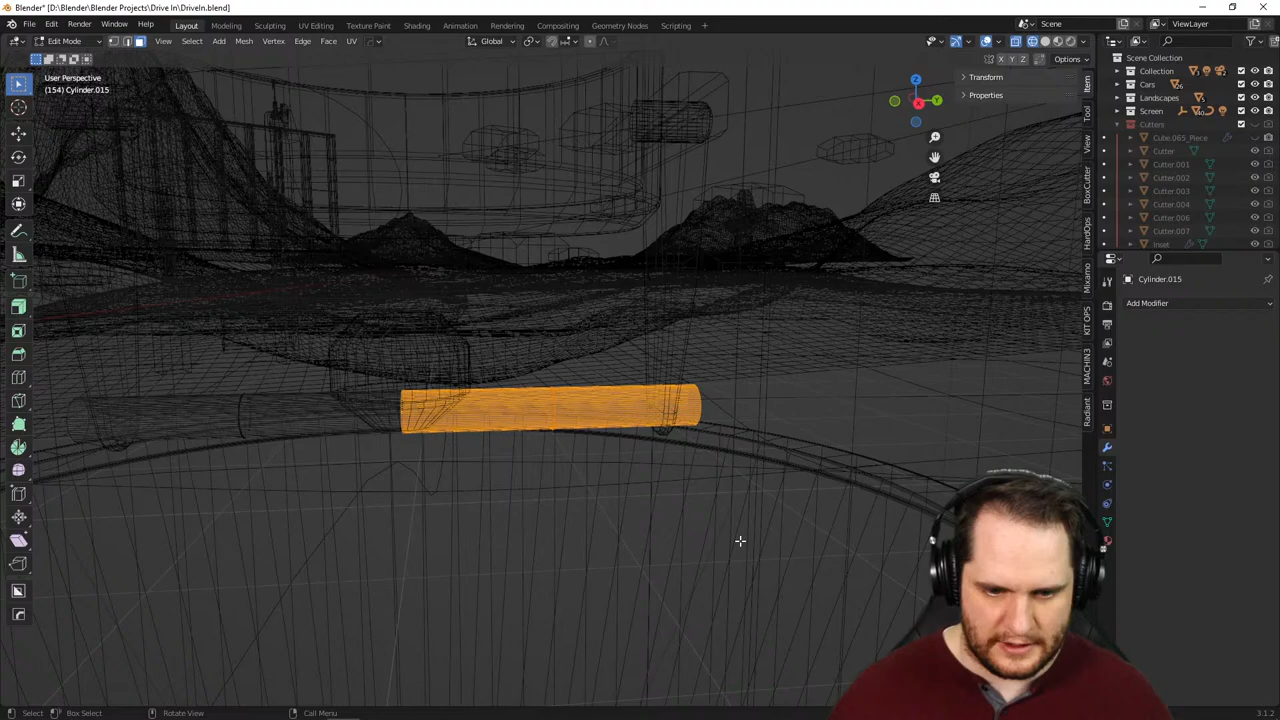 Blender* [D:\Blender\Blender Projects\Drive In\DriveIn.blend]
File Edit Render Window Help Layout Modeling Sculpting UV Editing Texture Paint Shading Animation Rendering Compositing Geometry Nodes Scripting + Scene ViewLayer
Edit Mode View Select Add Mesh Vertex Edge Face UV Global
X Y Z Options
User Perspective
(154) Cylinder.015
Transform
Properties
Z
Y
X
Item
Tool
View
BoxCutter
HardOps
Mixamo
KIT OPS
MACHIN3
Radiant
Scene Collection
Collection
Cars
Landscapes
Screen
Cutters
Cube.065_Piece
Cutter
Cutter.001
Cutter.002
Cutter.003
Cutter.004
Cutter.006
Cutter.007
Inset
Cylinder.015
Add Modifier
Select Box Select Rotate View Call Menu 3.1.2